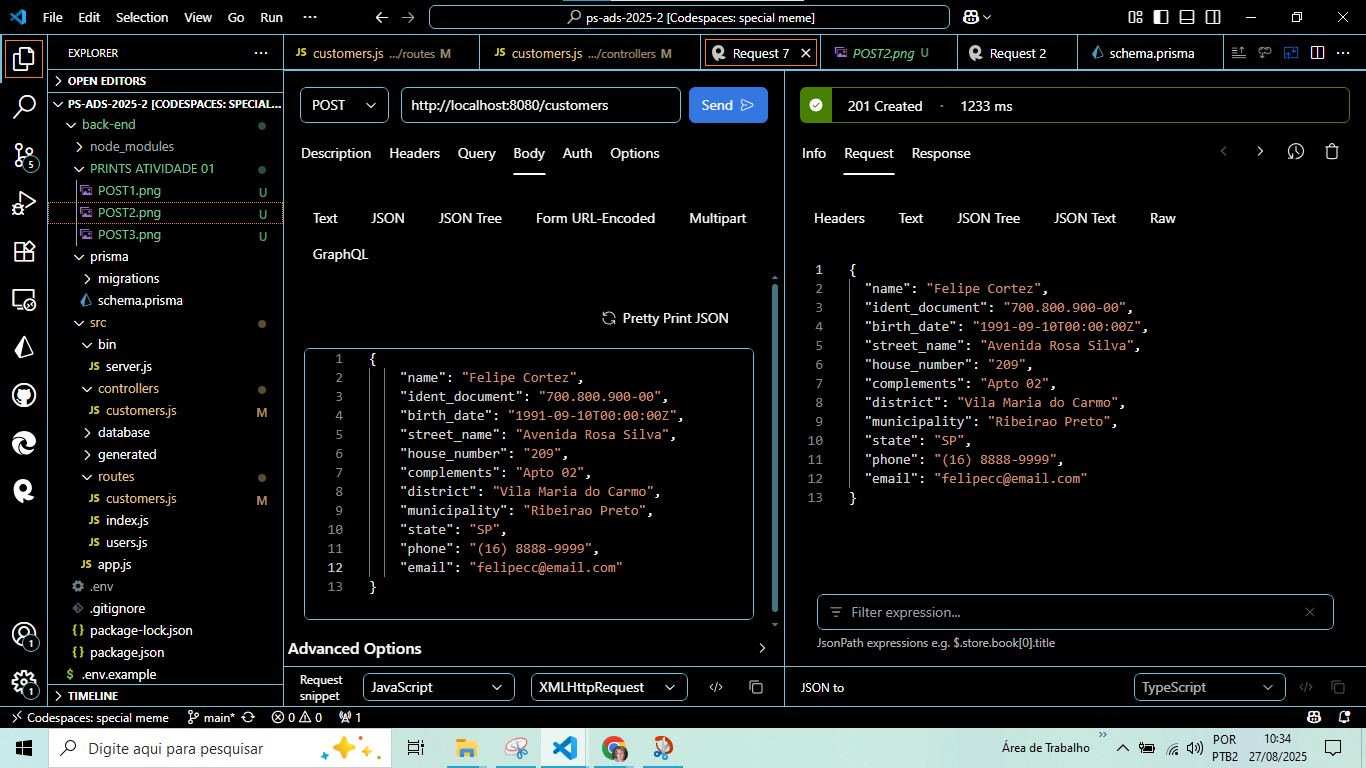 File Edit Selection View Go Run ··· ps-ads-2025-2 [Codespaces: special meme]
EXPLORER ···
OPEN EDITORS
PS-ADS-2025-2 [CODESPACES: SPECIAL...
back-end
node_modules
PRINTS ATIVIDADE 01
POST1.png U
POST2.png U
POST3.png U
prisma
migrations
schema.prisma
src
bin
JS server.js
controllers
JS customers.js M
database
generated
routes
JS customers.js M
JS index.js
JS users.js
JS app.js
.env
.gitignore
{} package-lock.json
{} package.json
$ .env.example
TIMELINE
5
1
1
JS customers.js .../routes M
JS customers.js .../controllers M
Request 7
POST2.png U
Request 2
schema.prisma
POST
http://localhost:8080/customers
Send
Description Headers Query Body Auth Options
Text JSON JSON Tree Form URL-Encoded Multipart
GraphQL
Pretty Print JSON
1 {
2 "name": "Felipe Cortez",
3 "ident_document": "700.800.900-00",
4 "birth_date": "1991-09-10T00:00:00Z",
5 "street_name": "Avenida Rosa Silva",
6 "house_number": "209",
7 "complements": "Apto 02",
8 "district": "Vila Maria do Carmo",
9 "municipality": "Ribeirao Preto",
10 "state": "SP",
11 "phone": "(16) 8888-9999",
12 "email": "felipecc@email.com"
13 }
Advanced Options
Request snippet
JavaScript
XMLHttpRequest
201 Created · 1233 ms
Info Request Response
Headers Text JSON Tree JSON Text Raw
1 {
2 "name": "Felipe Cortez",
3 "ident_document": "700.800.900-00",
4 "birth_date": "1991-09-10T00:00:00Z",
5 "street_name": "Avenida Rosa Silva",
6 "house_number": "209",
7 "complements": "Apto 02",
8 "district": "Vila Maria do Carmo",
9 "municipality": "Ribeirao Preto",
10 "state": "SP",
11 "phone": "(16) 8888-9999",
12 "email": "felipecc@email.com"
13 }
Filter expression...
JsonPath expressions e.g. $.store.book[0].title
JSON to
TypeScript
Codespaces: special meme main* 0 0 1
Digite aqui para pesquisar
Área de Trabalho
POR
PTB2
10:34
27/08/2025